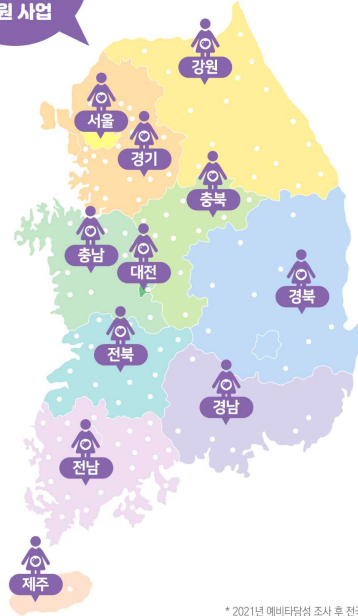 원 사업
강원
서울
경기
충북
충남
대전
경북
전북
경남
전남
제주
* 2021년 예비타당성 조사 후 전